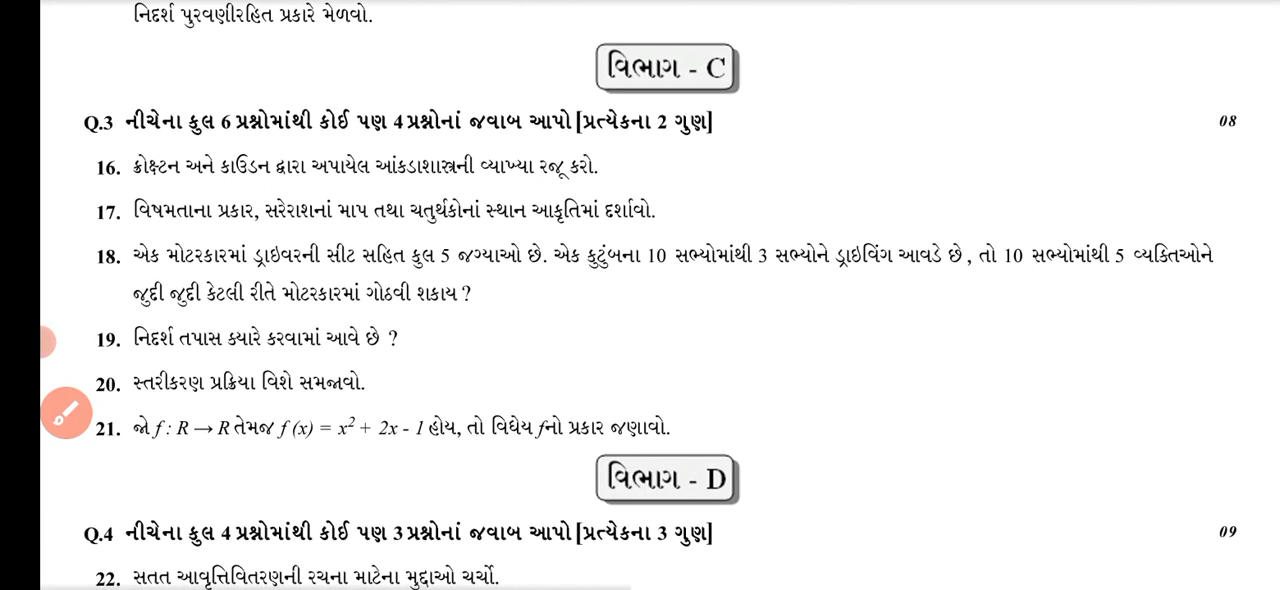 નિદર્શ પુરવણીરહિત પ્રકારે મેળવો.
વિભાગ - C
Q.3 નીચેના કુલ 6 પ્રશ્નોમાંથી કોઈ પણ 4 પ્રશ્નોનાં જવાબ આપો [પ્રત્યેકના 2 ગુણ] 08
16. ક્રોક્ષ્ટન અને કાઉડન દ્વારા અપાયેલ આંકડાશાસ્ત્રની વ્યાખ્યા રજૂ કરો.
17. વિષમતાના પ્રકાર, સરેરાશનાં માપ તથા ચતુર્થકોનાં સ્થાન આકૃતિમાં દર્શાવો.
18. એક મોટરકારમાં ડ્રાઇવરની સીટ સહિત કુલ 5 જગ્યાઓ છે. એક કુટુંબના 10 સભ્યોમાંથી 3 સભ્યોને ડ્રાઇવિંગ આવડે છે, તો 10 સભ્યોમાંથી 5 વ્યક્તિઓને
જુદી જુદી કેટલી રીતે મોટરકારમાં ગોઠવી શકાય ?
19. નિદર્શ તપાસ ક્યારે કરવામાં આવે છે ?
20. સ્તરીકરણ પ્રક્રિયા વિશે સમજાવો.
21. જો f : R → R તેમજ f (x) = x² + 2x - 1 હોય, તો વિધેય fનો પ્રકાર જણાવો.
વિભાગ - D
Q.4 નીચેના કુલ 4 પ્રશ્નોમાંથી કોઈ પણ 3 પ્રશ્નોનાં જવાબ આપો [પ્રત્યેકના 3 ગુણ] 09
22. સતત આવૃત્તિવિતરણની રચના માટેના મુદ્દાઓ ચર્ચો.